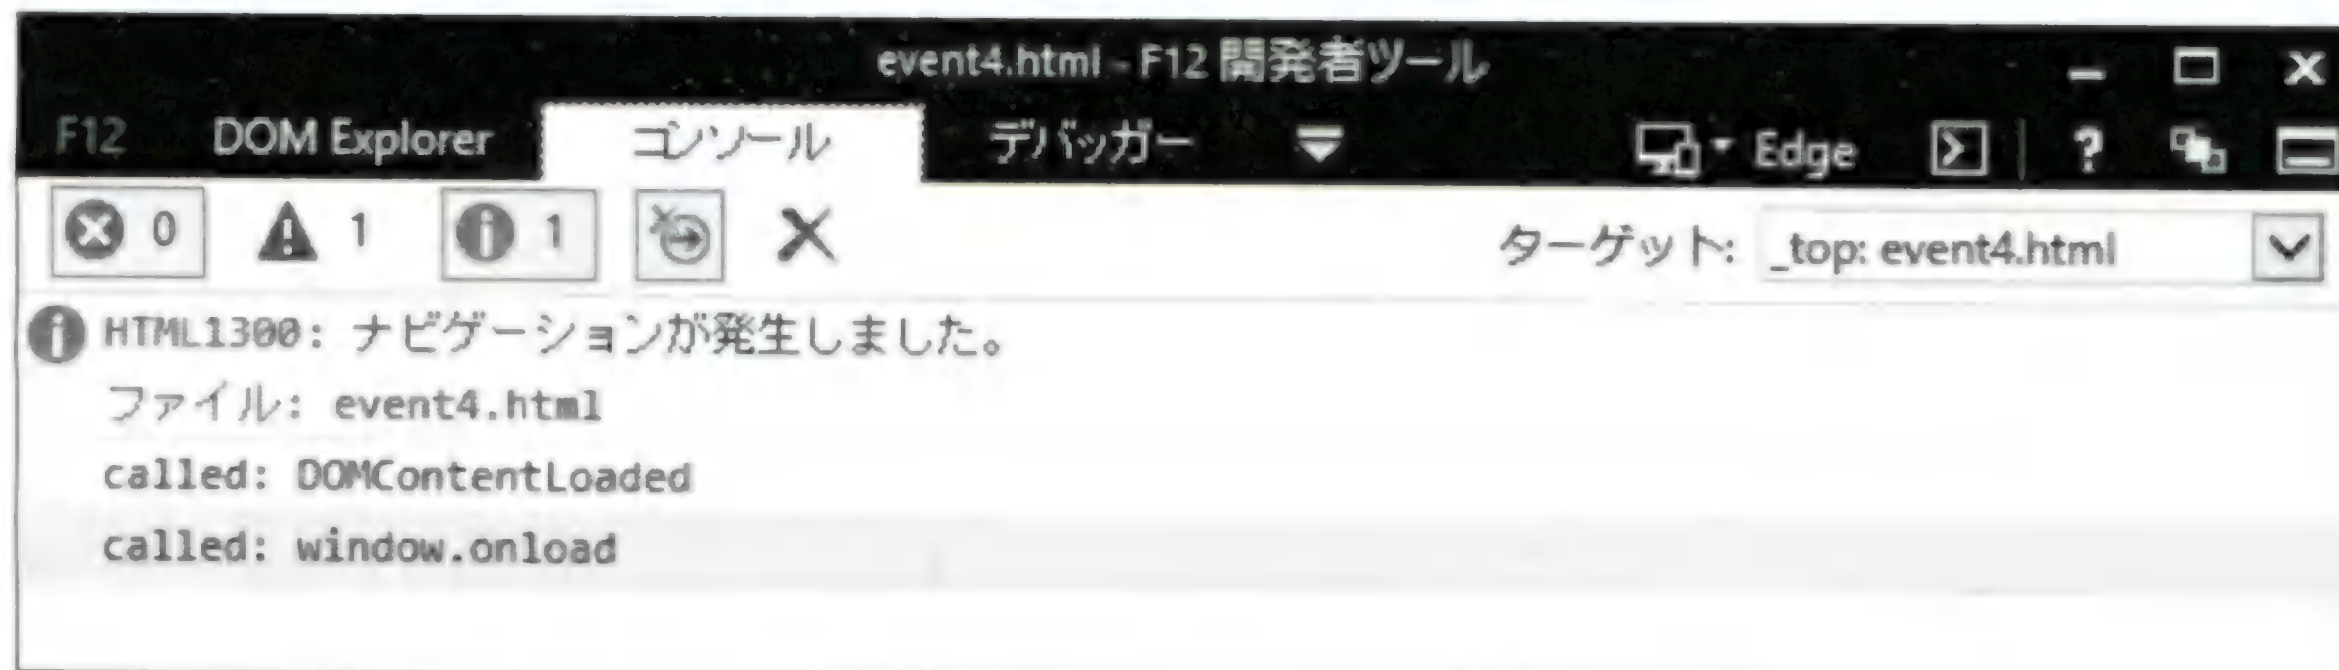 event4.html - F12 開発者ツール
F12 DOM Explorer コンソール デバッガー Edge ?
0 1 1 ターゲット: _top: event4.html
HTML1300: ナビゲーションが発生しました。
ファイル: event4.html
called: DOMContentLoaded
called: window.onload